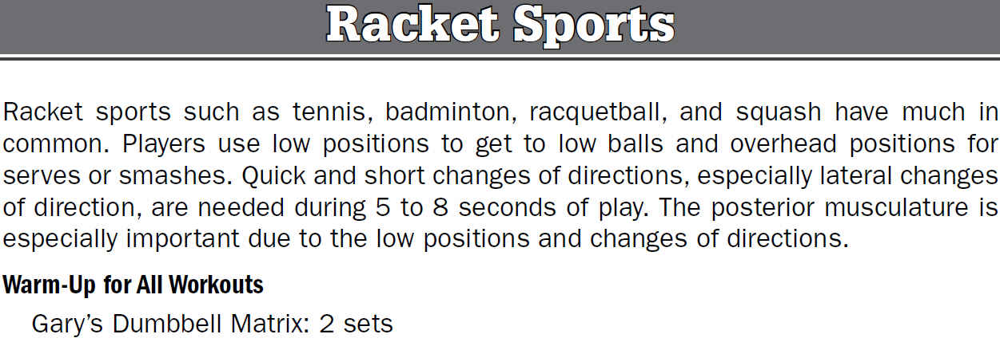 Racket Sports
Racket sports such as tennis, badminton, racquetball, and squash have much in
common. Players use low positions to get to low balls and overhead positions for
serves or smashes. Quick and short changes of directions, especially lateral changes
of direction, are needed during 5 to 8 seconds of play. The posterior musculature is
especially important due to the low positions and changes of directions.
Warm-Up for All Workouts
Gary’s Dumbbell Matrix: 2 sets